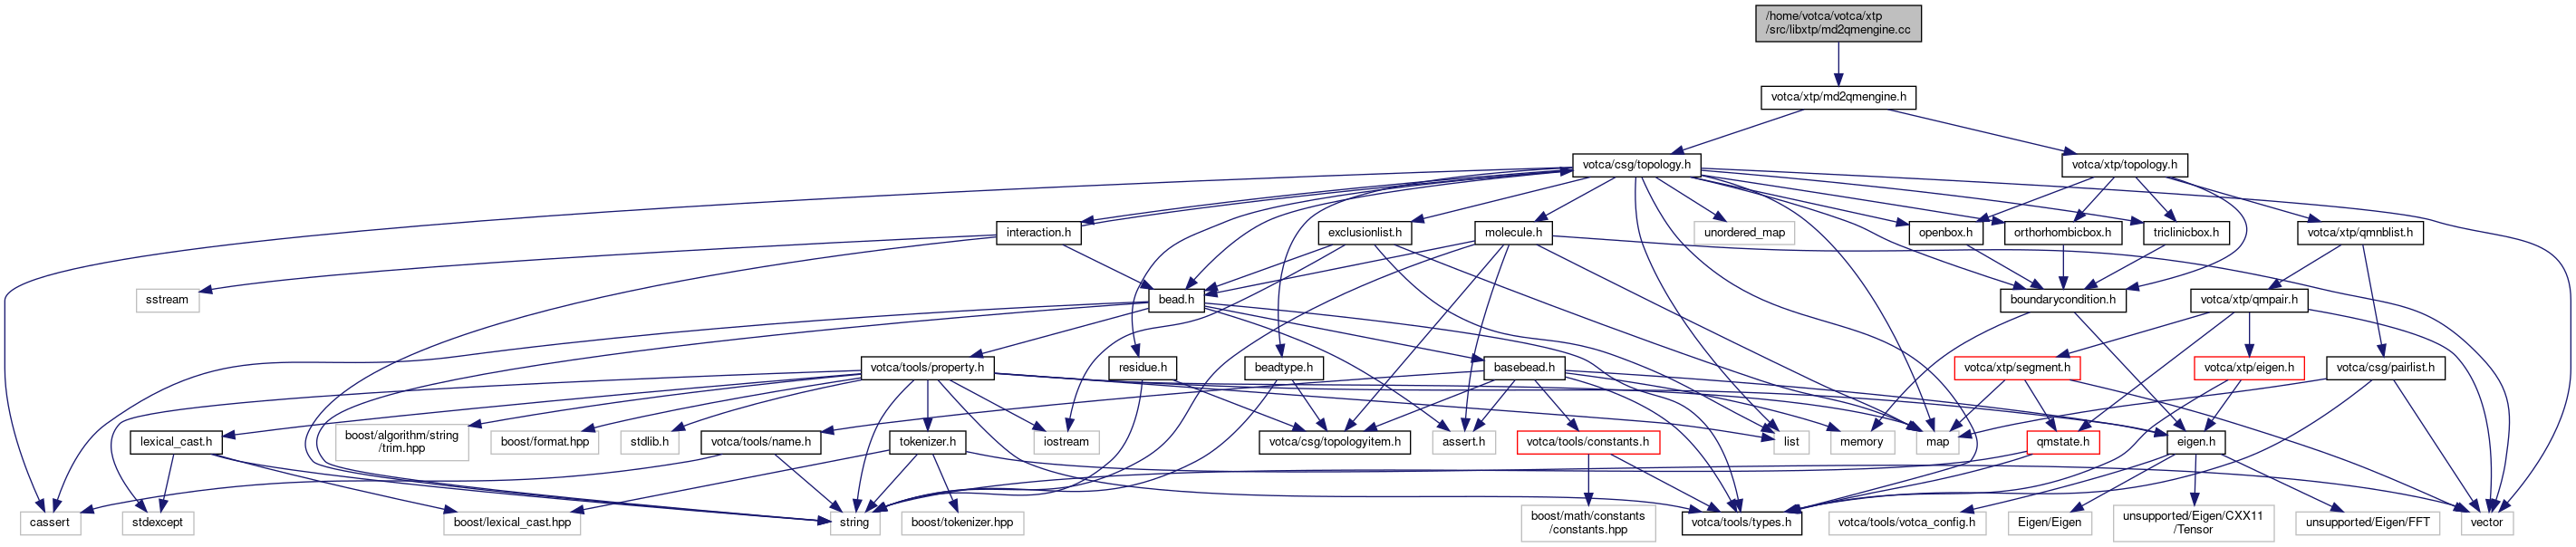 /home/votca/votca/xtp
/src/libxtp/md2qmengine.cc
votca/xtp/md2qmengine.h
votca/csg/topology.h
votca/xtp/topology.h
interaction.h
exclusionlist.h
molecule.h
unordered_map
openbox.h
orthorhombicbox.h
triclinicbox.h
votca/xtp/qmnblist.h
sstream
bead.h
boundarycondition.h
votca/xtp/qmpair.h
votca/tools/property.h
residue.h
beadtype.h
basebead.h
votca/xtp/segment.h
votca/xtp/eigen.h
votca/csg/pairlist.h
lexical_cast.h
boost/algorithm/string
/trim.hpp
boost/format.hpp
stdlib.h
votca/tools/name.h
tokenizer.h
iostream
votca/csg/topologyitem.h
assert.h
votca/tools/constants.h
list
memory
map
qmstate.h
eigen.h
cassert
stdexcept
boost/lexical_cast.hpp
string
boost/tokenizer.hpp
boost/math/constants
/constants.hpp
votca/tools/types.h
votca/tools/votca_config.h
Eigen/Eigen
unsupported/Eigen/CXX11
/Tensor
unsupported/Eigen/FFT
vector